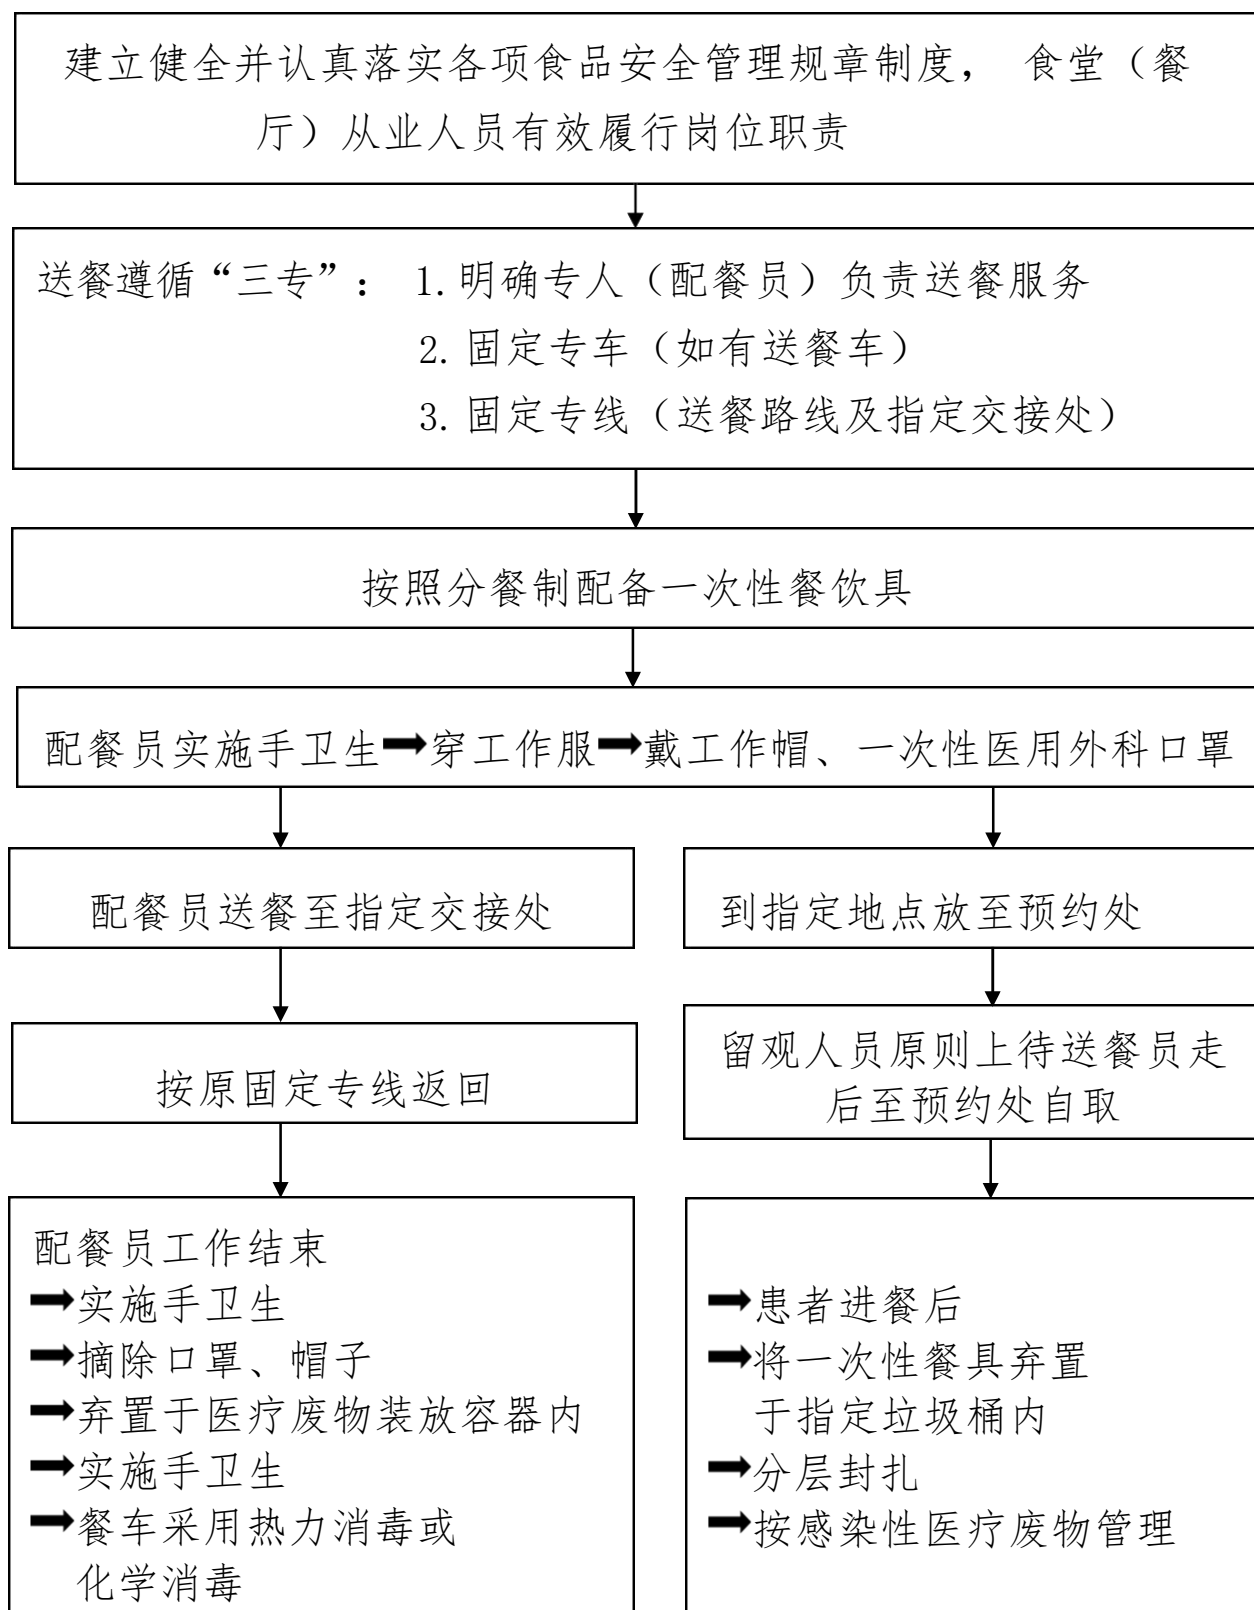 建立健全并认真落实各项食品安全管理规章制度， 食堂（餐
厅）从业人员有效履行岗位职责
送餐遵循“三专”： 1. 明确专人（配餐员）负责送餐服务
2. 固定专车（如有送餐车）
3. 固定专线（送餐路线及指定交接处）
按照分餐制配备一次性餐饮具
配餐员实施手卫生➡穿工作服➡戴工作帽、一次性医用外科口罩
配餐员送餐至指定交接处
按原固定专线返回
配餐员工作结束
➡实施手卫生
➡摘除口罩、帽子
➡弃置于医疗废物装放容器内
➡实施手卫生
➡餐车采用热力消毒或
化学消毒
到指定地点放至预约处
留观人员原则上待送餐员走
后至预约处自取
➡患者进餐后
➡将一次性餐具弃置
于指定垃圾桶内
➡分层封扎
➡按感染性医疗废物管理